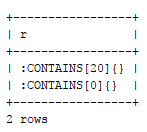 +------------------+
| r                |
+------------------+
| :CONTAINS[20]{} |
| :CONTAINS[0]{}  |
+------------------+
2 rows